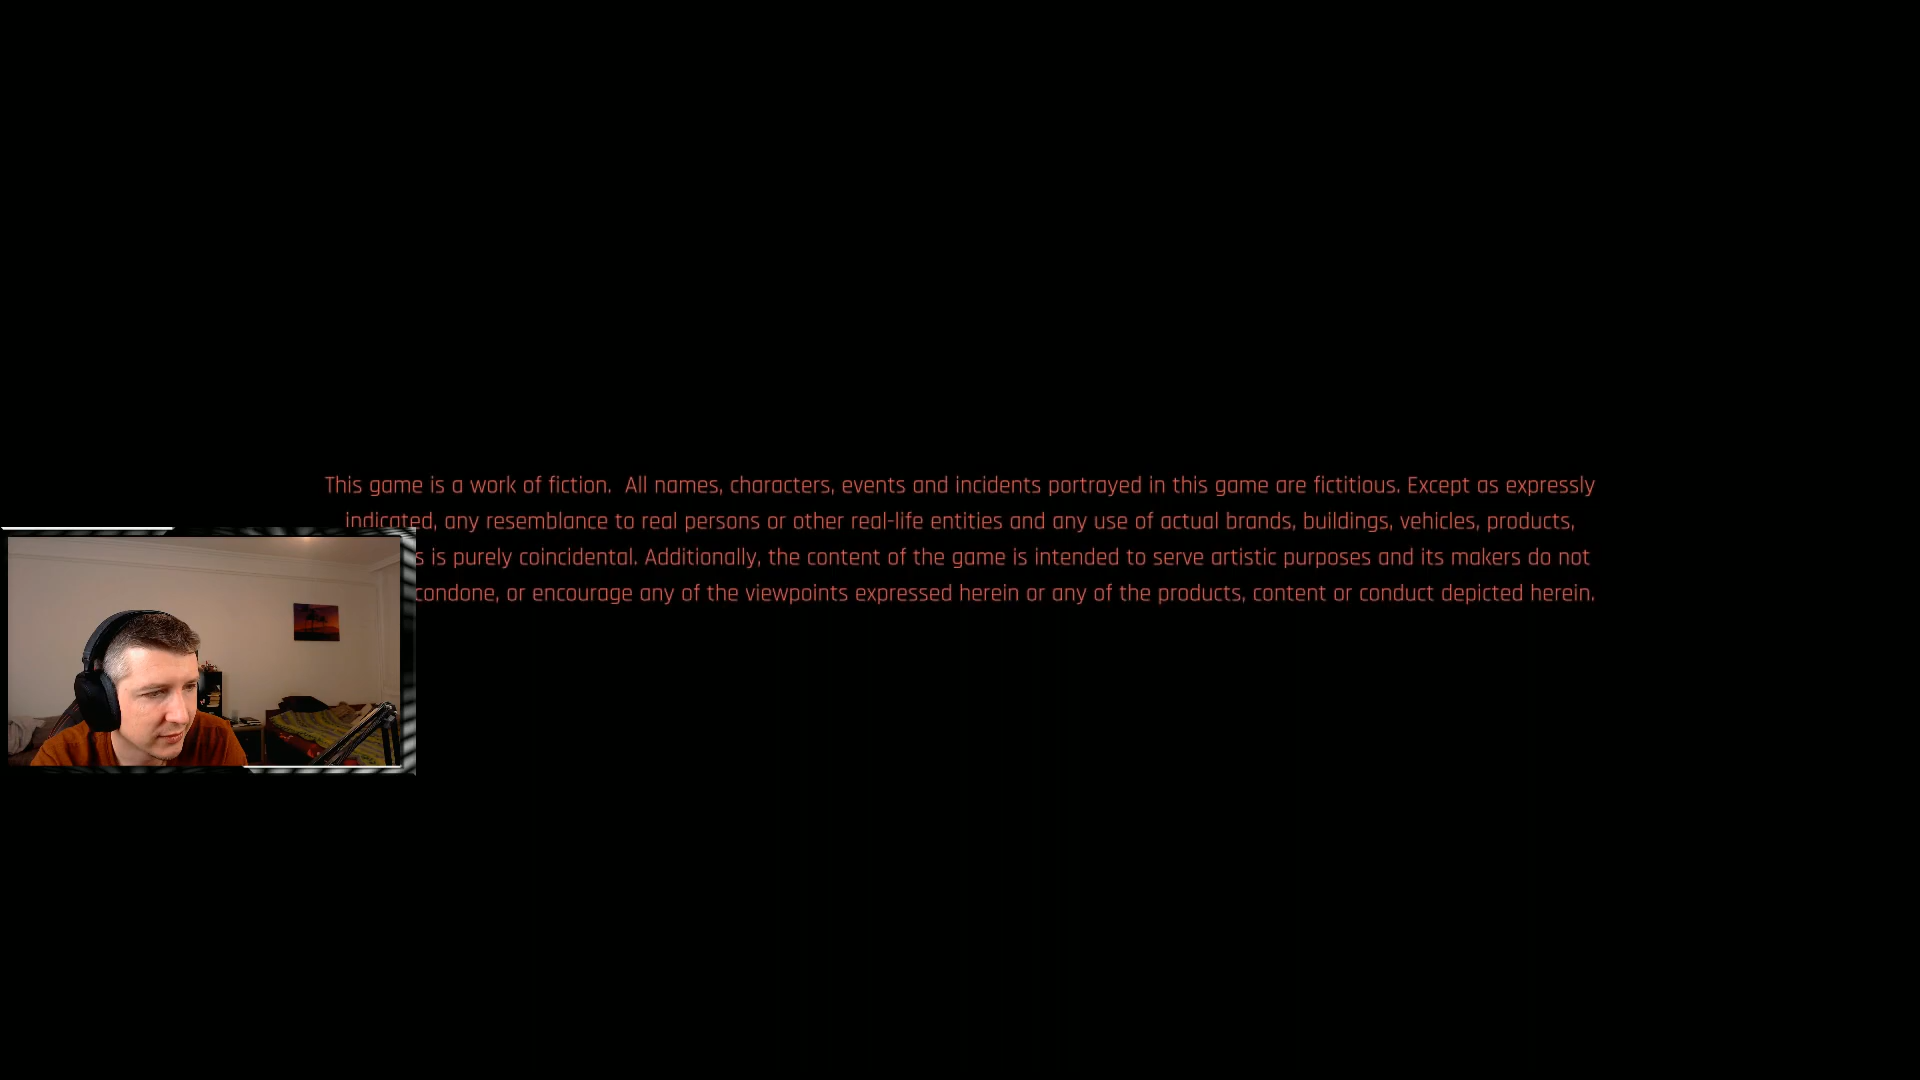 This game is a work of fiction.  All names, characters, events and incidents portrayed in this game are fictitious. Except as expressly
indicated, any resemblance to real persons or other real-life entities and any use of actual brands, buildings, vehicles, products,
is purely coincidental. Additionally, the content of the game is intended to serve artistic purposes and its makers do not
condone, or encourage any of the viewpoints expressed herein or any of the products, content or conduct depicted herein.